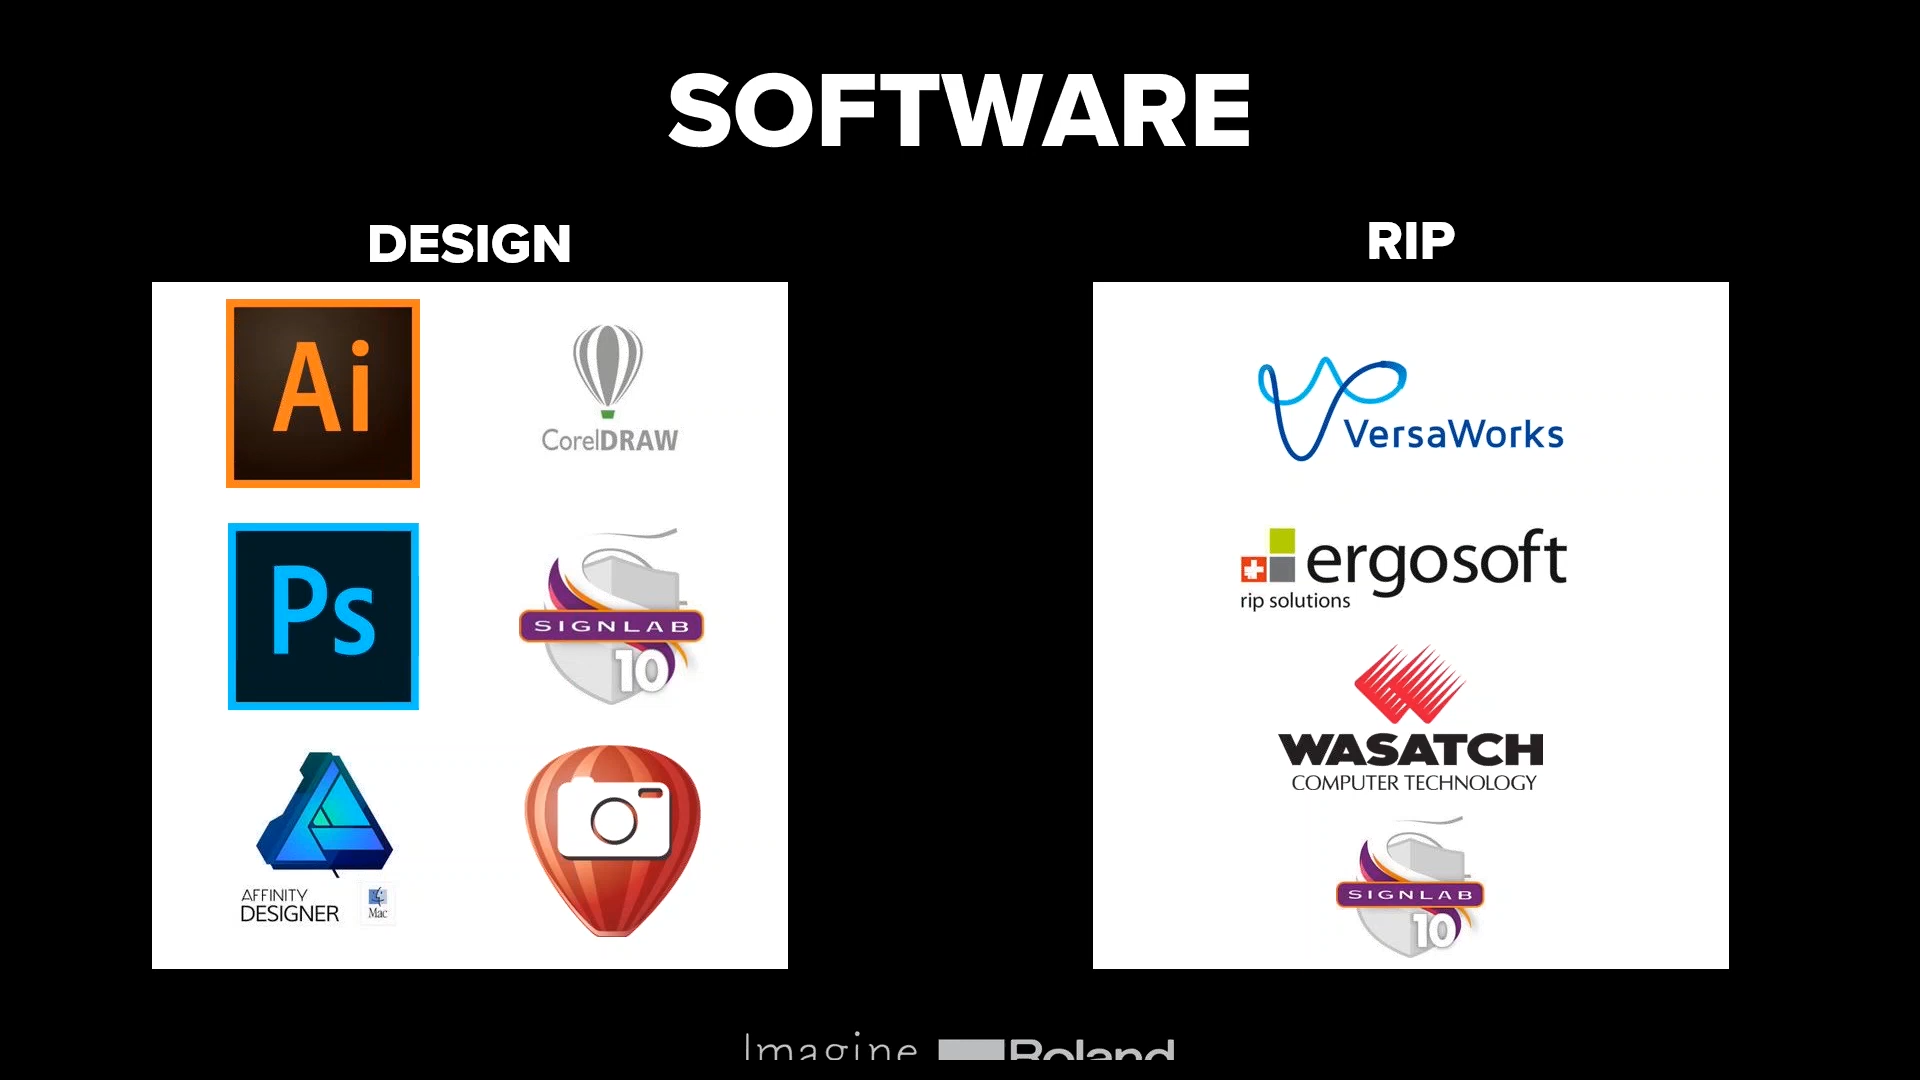 SOFTWARE
DESIGN
Ai
CorelDRAW
Ps
SIGNLAB
10
AFFINITY
DESIGNER
Mac
RIP
VersaWorks
ergosoft
rip solutions
WASATCH
COMPUTER TECHNOLOGY
SIGNLAB
10
Imagine Roland